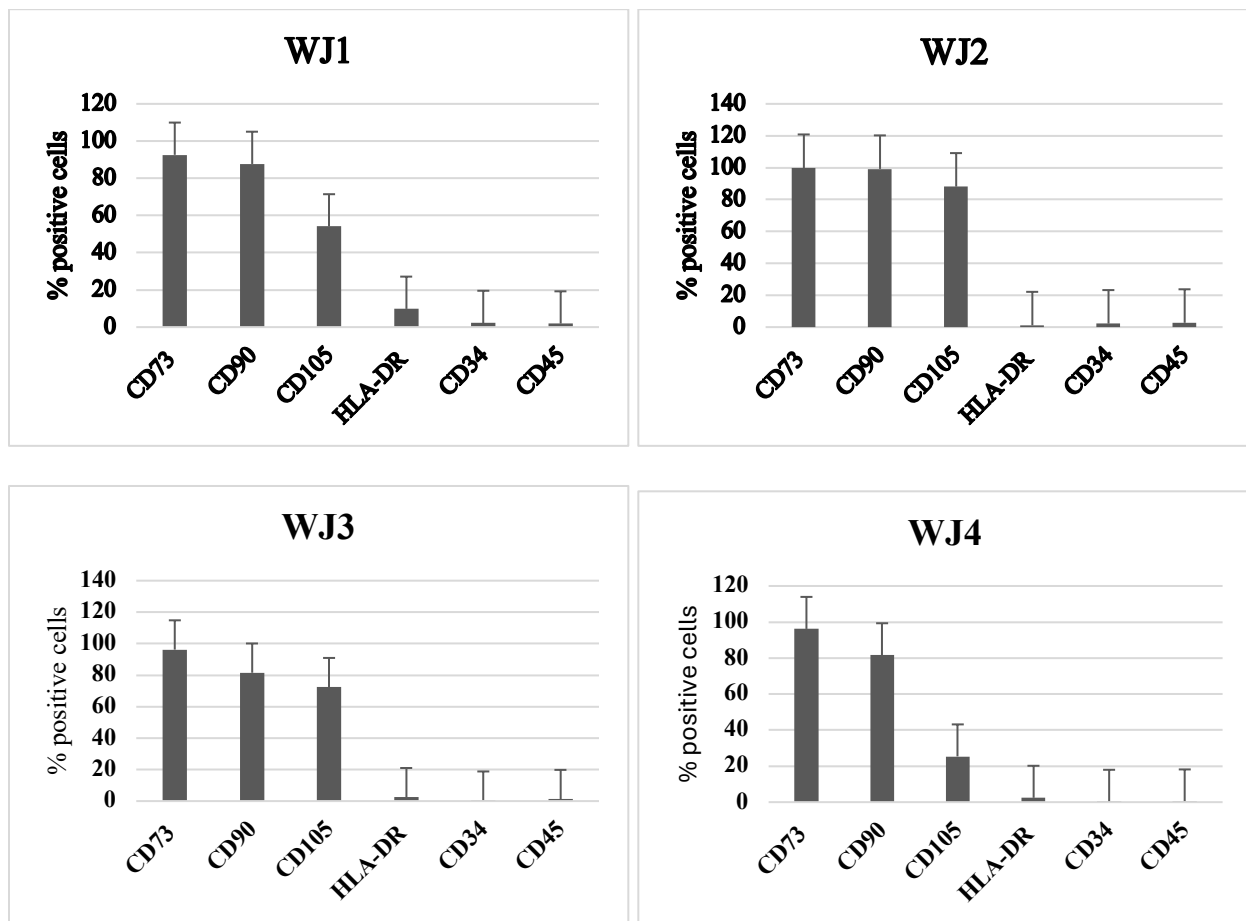 WJ1
% positive cells
120
100
80
60
40
20
0
CD73
CD90
CD105
HLA-DR
CD34
CD45
WJ2
% positive cells
140
120
100
80
60
40
20
0
CD73
CD90
CD105
HLA-DR
CD34
CD45
WJ3
% positive cells
140
120
100
80
60
40
20
0
CD73
CD90
CD105
HLA-DR
CD34
CD45
WJ4
% positive cells
120
100
80
60
40
20
0
CD73
CD90
CD105
HLA-DR
CD34
CD45